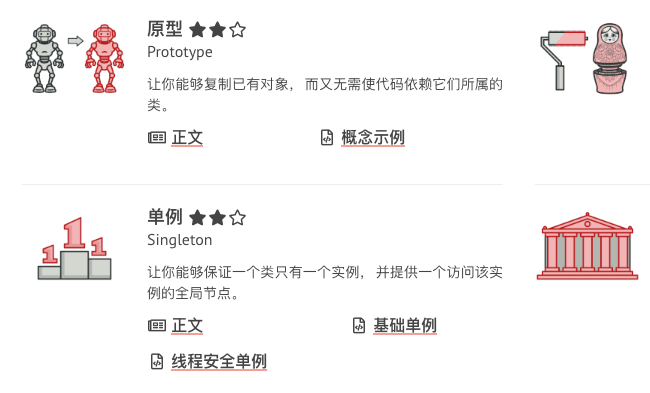 原型 ★★☆
Prototype
让你能够复制已有对象， 而又无需使代码依赖它们所属的
类。
正文 概念示例
1 1 1
单例 ★★☆
Singleton
让你能够保证一个类只有一个实例， 并提供一个访问该实
例的全局节点。
正文 基础单例
线程安全单例